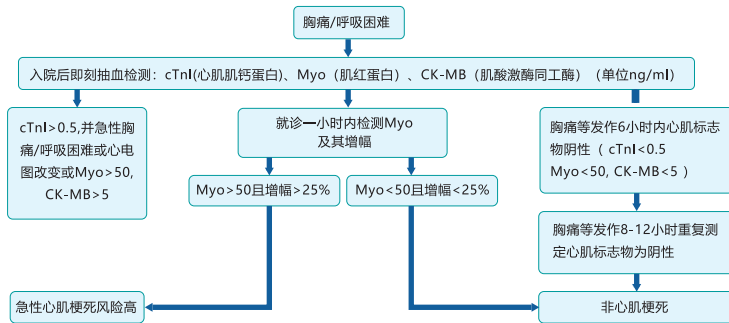 胸痛/呼吸困难
入院后即刻抽血检测：cTnI(心肌肌钙蛋白)、Myo（肌红蛋白）、CK-MB（肌酸激酶同工酶）（单位ng/ml）
cTnI>0.5,并急性胸
痛/呼吸困难或心电
图改变或Myo>50,
CK-MB>5
就诊一小时内检测Myo
及其增幅
胸痛等发作6小时内心肌标志
物阴性（ cTnI<0.5
Myo<50, CK-MB<5 ）
Myo>50且增幅>25%
Myo<50且增幅<25%
胸痛等发作8-12小时重复测
定心肌标志物为阴性
急性心肌梗死风险高
非心肌梗死